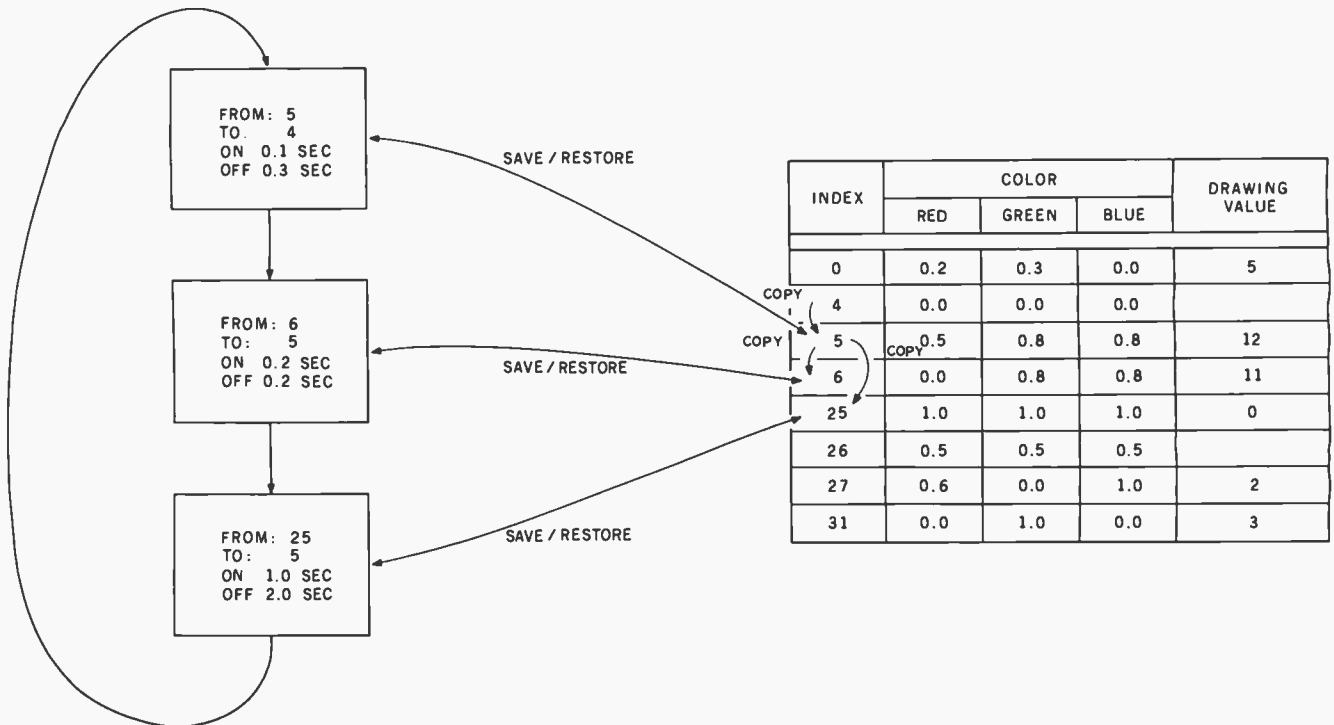 FROM: 5
TO. 4
ON 0.1 SEC
OFF 0.3 SEC
SAVE / RESTORE
FROM: 6
TO: 5
ON 0.2 SEC
OFF 0.2 SEC
SAVE / RESTORE
FROM: 25
TO: 5
ON 1.0 SEC
OFF 2.0 SEC
SAVE / RESTORE
INDEX COLOR DRAWING VALUE
RED GREEN BLUE
0 0.2 0.3 0.0 5
COPY
4 0.0 0.0 0.0
COPY
5 0.5 0.8 0.8 12
COPY
6 0.0 0.8 0.8 11
25 1.0 1.0 1.0 0
26 0.5 0.5 0.5
27 0.6 0.0 1.0 2
31 0.0 1.0 0.0 3